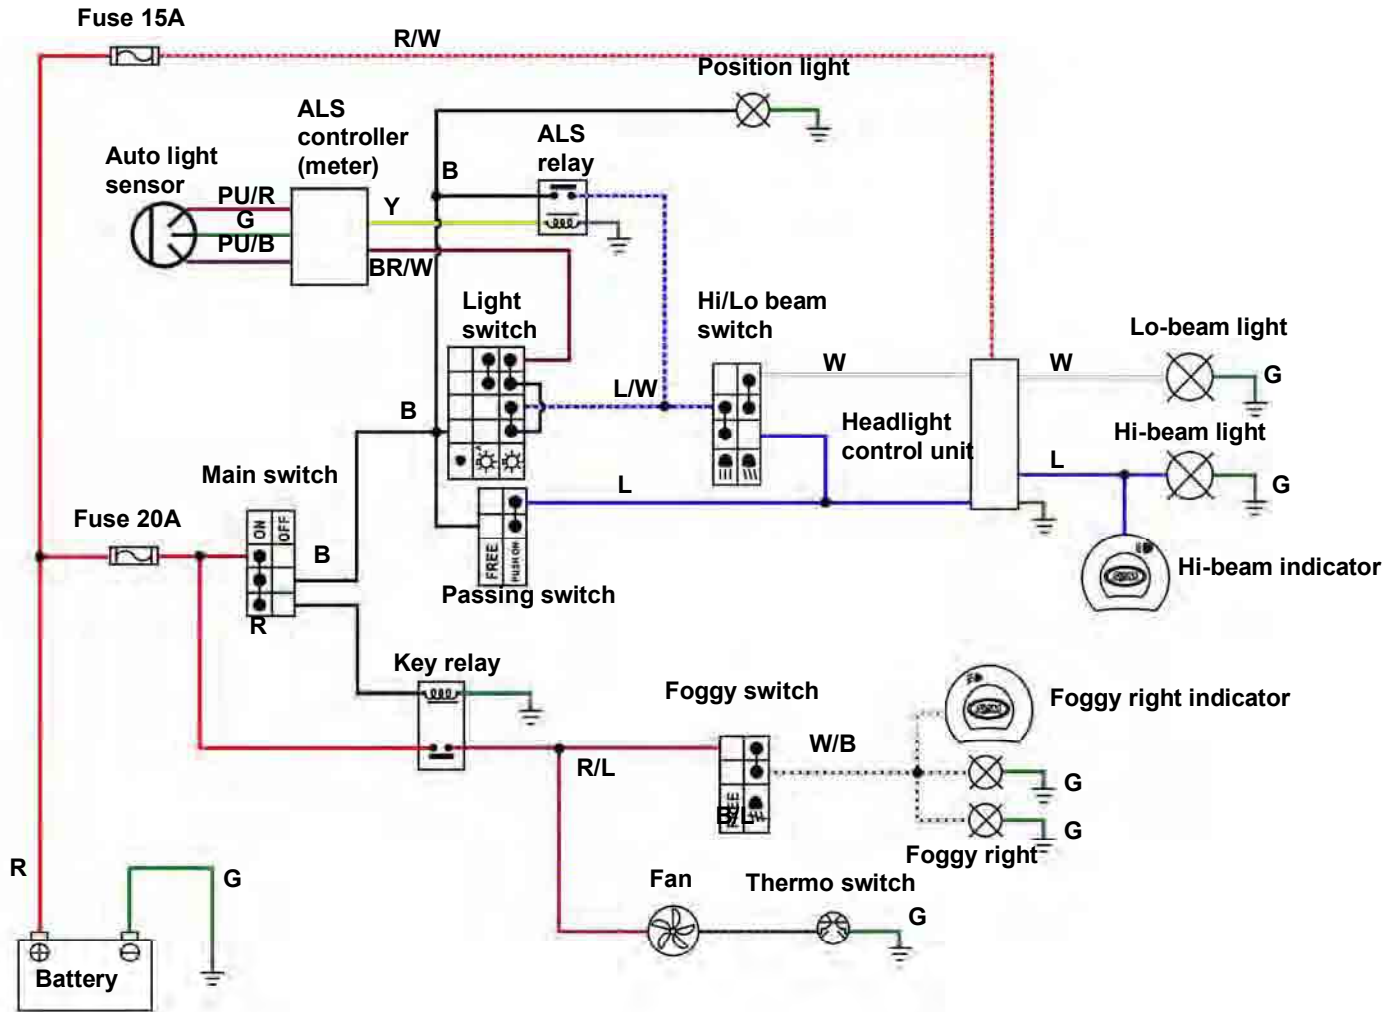 Fuse 15A
R/W
Position light
ALS
controller
(meter)
ALS
relay
Auto light
sensor
B
PU/R
G
PU/B
Y
BR/W
Light
switch
Hi/Lo beam
switch
Lo-beam light
W
W
G
L/W
B
Headlight
control unit
Hi-beam light
L
G
Main switch
L
Fuse 20A
ON
OFF
B
FREE
PUSH ON
Hi-beam indicator
Passing switch
R
Key relay
Foggy switch
Foggy right indicator
W/B
R/L
G
FREE
B/L
G
Foggy right
R
G
Fan
Thermo switch
G
Battery